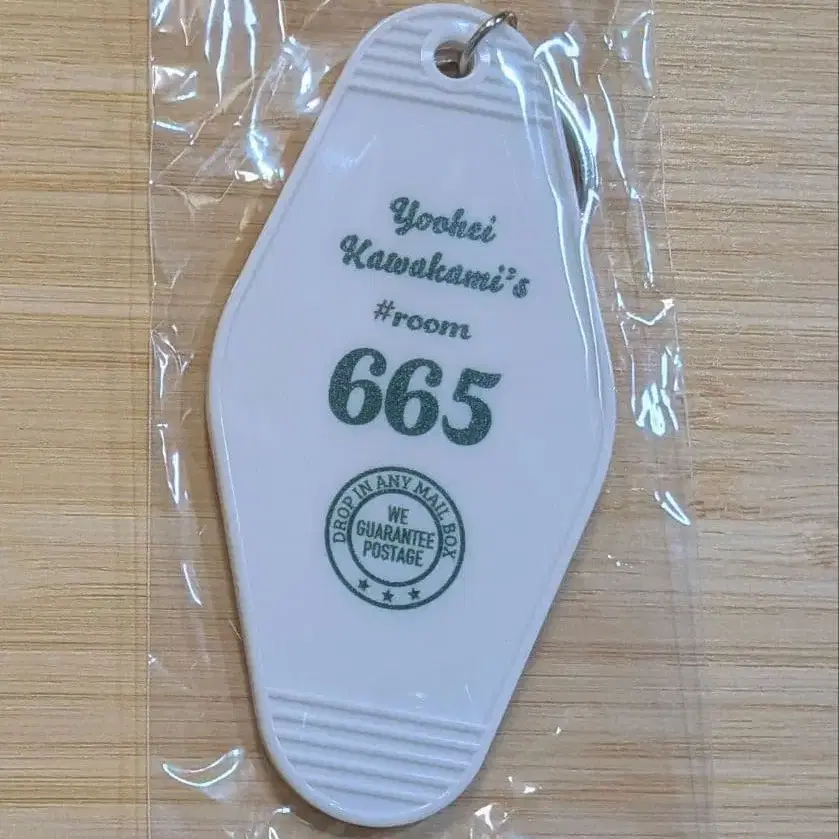 Yoohei
Kawakami's
#room
665
DROP IN ANY MAIL BOX
WE
GUARANTEE
POSTAGE